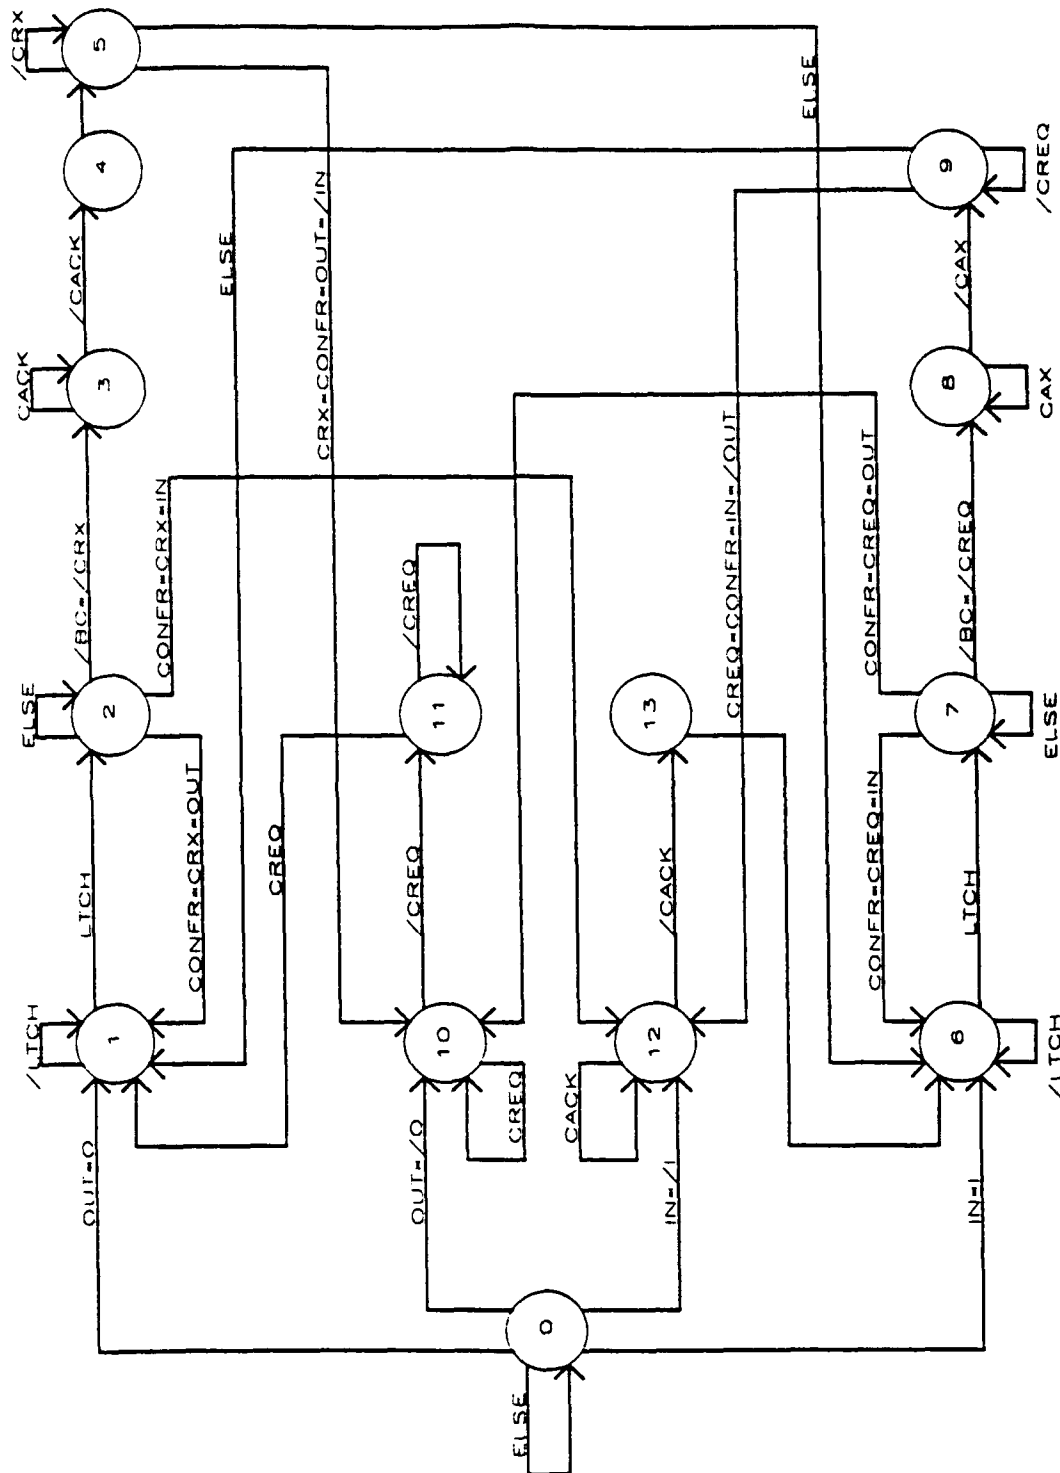 /LTCH
ELSE
CACK
/CRX
1
LTCH
2
/BC-/CRX
3
/CACK
4
5
OUT-O
CONFR-CRX-OUT
CONFR-CRX-IN
ELSE
CREQ
CRX-CONFR-OUT-/IN
OUT-/O
10
/CREQ
11
/CREQ
CREQ
ELSE
0
CACK
IN-/I
12
/CACK
13
CREQ-CONFR-IN-/OUT
ELSE
CONFR-CREQ-IN
CONFR-CREQ-OUT
IN-I
6
LTCH
7
/BC-/CREQ
8
/CAX
9
/LTCH
ELSE
CAX
/CREQ